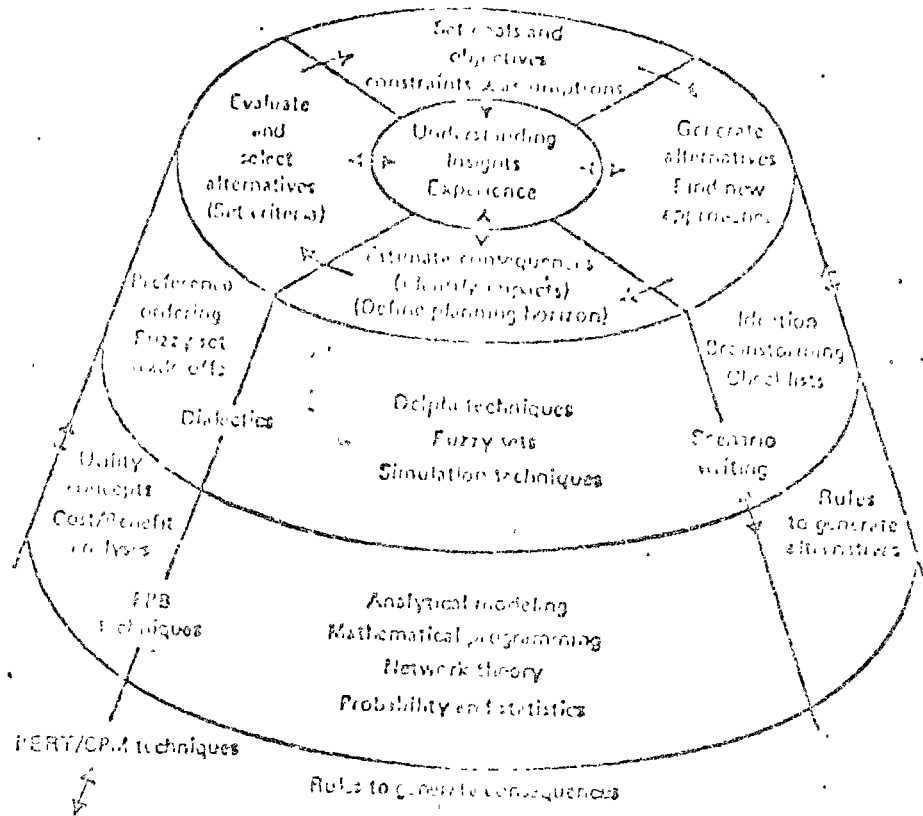 Set goals and
objectives
constraints & assumptions
Evaluate
and
select
alternatives
(Set criteria)
Understanding
Insights
Experience
Generate
alternatives
Find new
approaches
Estimate consequences
(Identify impacts)
(Define planning horizon)
Preference
ordering
Fuzzy set
trade offs
Ideation
Brainstorming
Check lists
Dialectics
Delphi techniques
Fuzzy sets
Simulation techniques
Scenario
writing
Utility
concepts
Cost/Benefit
analyses
Rules
to generate
alternatives
PPB
techniques
Analytical modeling
Mathematical programming
Network theory
Probability and statistics
PERT/CPM techniques
Rules to generate consequences